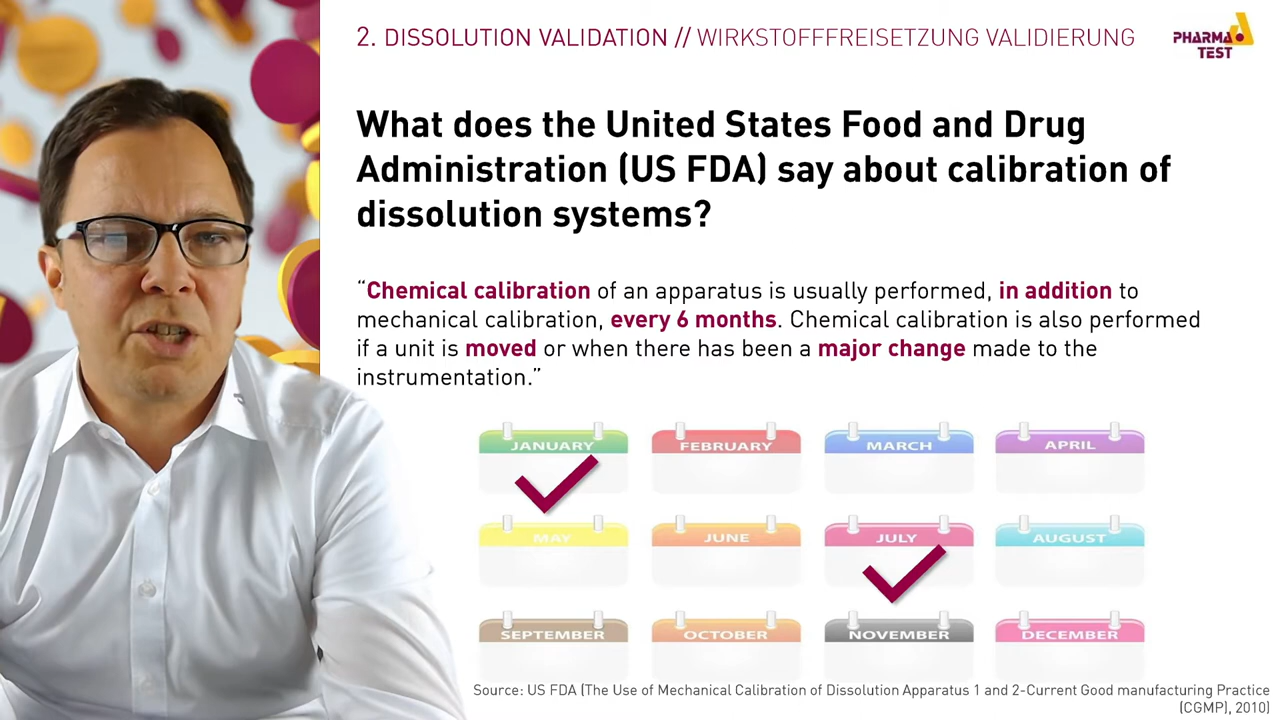 2. DISSOLUTION VALIDATION // WIRKSTOFFFREISETZUNG VALIDIERUNG
PHARMA
TEST
What does the United States Food and Drug
Administration (US FDA) say about calibration of
dissolution systems?
“Chemical calibration of an apparatus is usually performed, in addition to
mechanical calibration, every 6 months. Chemical calibration is also performed
if a unit is moved or when there has been a major change made to the
instrumentation.”
JANUARY FEBRUARY MARCH APRIL
MAY JUNE JULY AUGUST
SEPTEMBER OCTOBER NOVEMBER DECEMBER
Source: US FDA (The Use of Mechanical Calibration of Dissolution Apparatus 1 and 2-Current Good manufacturing Practice
(CGMP), 2010)